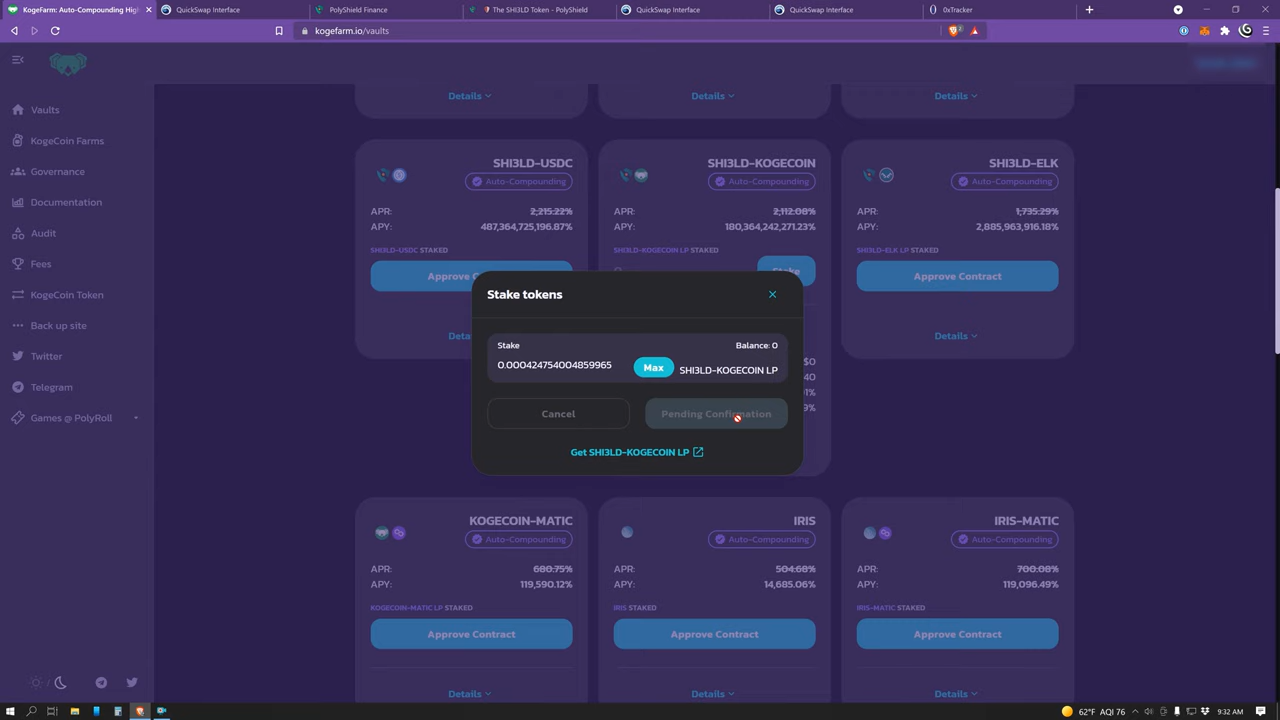 KogeFarm: Auto-Compounding Hig
QuickSwap Interface
PolyShield Finance
The SHI3LD Token - PolyShield
QuickSwap Interface
QuickSwap Interface
0xTracker
kogefarm.io/vaults
Vaults
KogeCoin Farms
Governance
Documentation
Audit
Fees
KogeCoin Token
Back up site
Twitter
Telegram
Games @ PolyRoll
Details
Details
Details
SHI3LD-USDC
Auto-Compounding
APR: 2,215.22%
APY: 487,364,725,196.87%
SHI3LD-USDC STAKED
Approve C
Deta
SHI3LD-KOGECOIN
Auto-Compounding
APR: 2,112.08%
APY: 180,364,242,271.23%
SHI3LD-KOGECOIN LP STAKED
Stake
$0
40
1%
9%
SHI3LD-ELK
Auto-Compounding
APR: 1,735.29%
APY: 2,885,963,916.18%
SHI3LD-ELK LP STAKED
Approve Contract
Details
Stake tokens
Stake
Balance: 0
0.000424754004859965
Max
SHI3LD-KOGECOIN LP
Cancel
Pending Confirmation
Get SHI3LD-KOGECOIN LP
KOGECOIN-MATIC
Auto-Compounding
APR: 680.75%
APY: 119,590.12%
KOGECOIN-MATIC LP STAKED
Approve Contract
Details
IRIS
Auto-Compounding
APR: 504.68%
APY: 14,685.06%
IRIS STAKED
Approve Contract
Details
IRIS-MATIC
Auto-Compounding
APR: 700.08%
APY: 119,096.49%
IRIS-MATIC STAKED
Approve Contract
Details
62°F AQI 76
9:32 AM